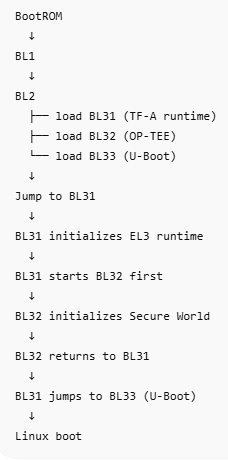 BootROM
↓
BL1
↓
BL2
├── load BL31 (TF-A runtime)
├── load BL32 (OP-TEE)
└── load BL33 (U-Boot)
↓
Jump to BL31
↓
BL31 initializes EL3 runtime
↓
BL31 starts BL32 first
↓
BL32 initializes Secure World
↓
BL32 returns to BL31
↓
BL31 jumps to BL33 (U-Boot)
↓
Linux boot